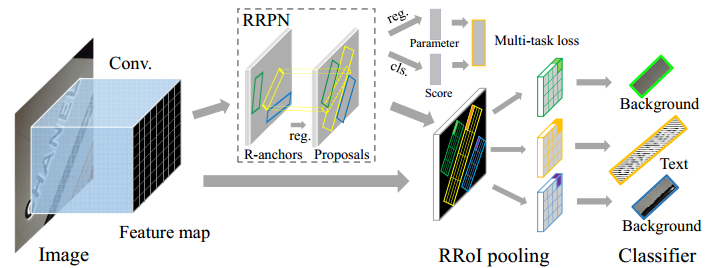 RRPN
Conv.
reg.
cls.
Parameter
Score
Multi-task loss
CHANEL
reg.
R-anchors
Proposals
Background
Text
Background
Feature map
Image
RRoI pooling
Classifier